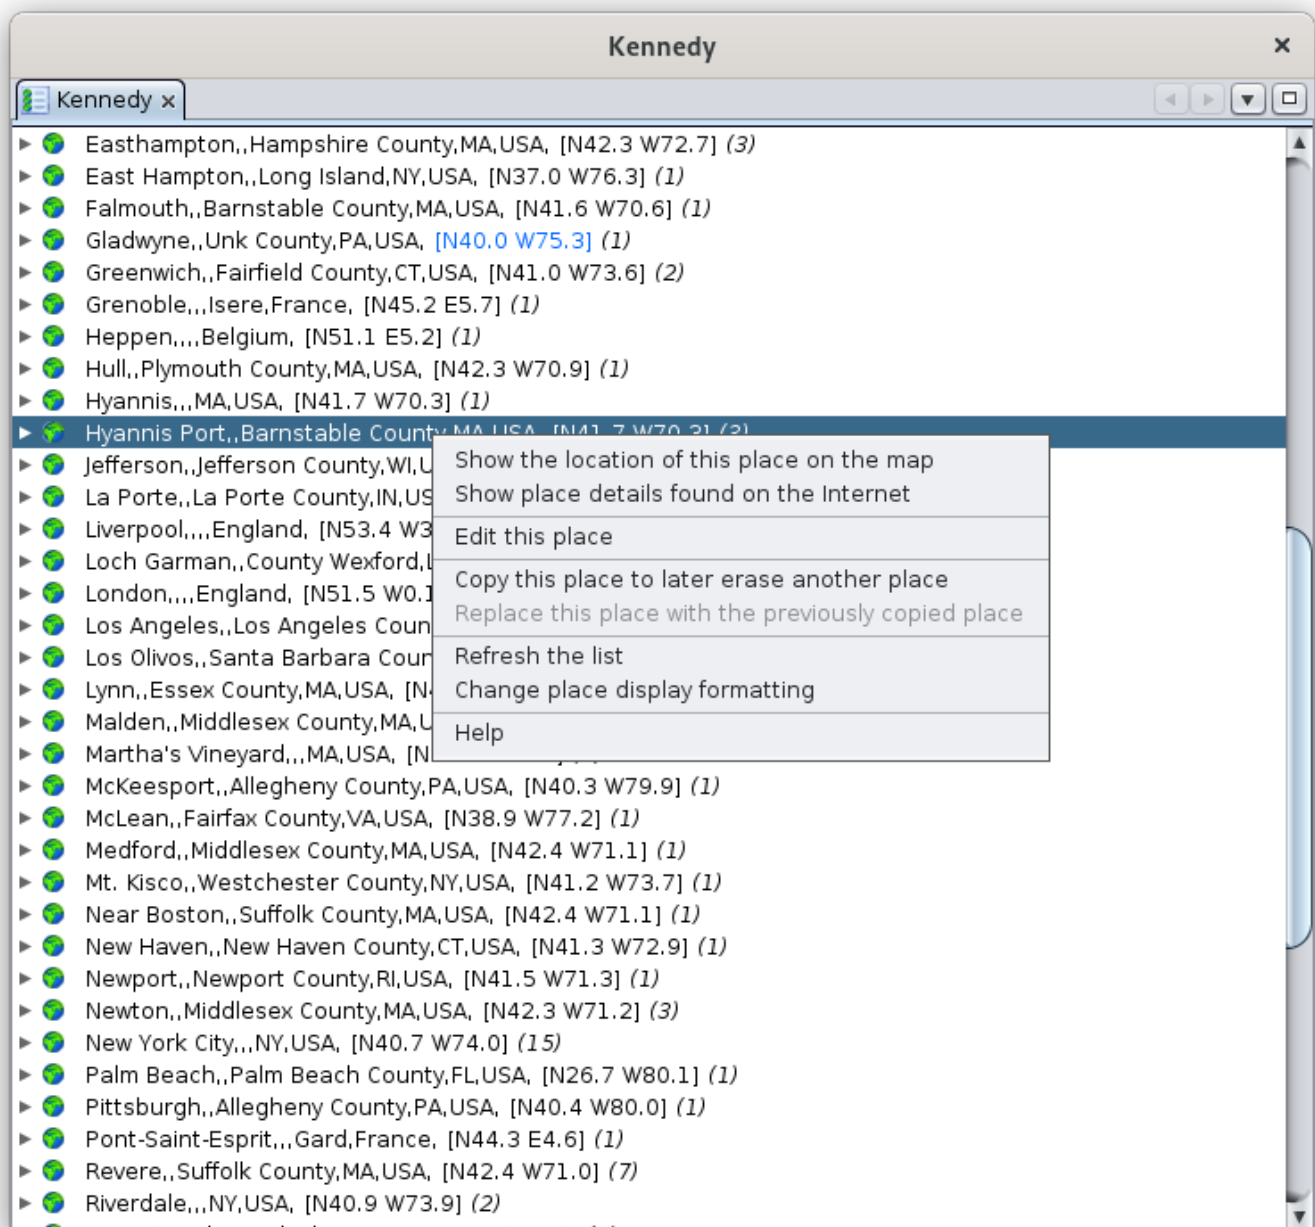 Kennedy
Kennedy
Easthampton,,Hampshire County,MA,USA, [N42.3 W72.7] (3)
East Hampton,,Long Island,NY,USA, [N37.0 W76.3] (1)
Falmouth,,Barnstable County,MA,USA, [N41.6 W70.6] (1)
Gladwyne,,Unk County,PA,USA, [N40.0 W75.3] (1)
Greenwich,,Fairfield County,CT,USA, [N41.0 W73.6] (2)
Grenoble,,,Isere,France, [N45.2 E5.7] (1)
Heppen,,,,Belgium, [N51.1 E5.2] (1)
Hull,,Plymouth County,MA,USA, [N42.3 W70.9] (1)
Hyannis,,,MA,USA, [N41.7 W70.3] (1)
Hyannis Port,,Barnstable County,MA,USA, [N41.7 W70.3]
Jefferson,,Jefferson County,WI,
La Porte,,La Porte County,IN,US
Liverpool,,,,England, [N53.4 W3
Loch Garman,,County Wexford,
London,,,,England, [N51.5 W0.1
Los Angeles,,Los Angeles Coun
Los Olivos,,Santa Barbara Cour
Lynn,,Essex County,MA,USA, [N
Malden,,Middlesex County,MA,
Martha's Vineyard,,,MA,USA, [N
Show the location of this place on the map
Show place details found on the Internet
Edit this place
Copy this place to later erase another place
Replace this place with the previously copied place
Refresh the list
Change place display formatting
Help
McKeesport,,Allegheny County,PA,USA, [N40.3 W79.9] (1)
McLean,,Fairfax County,VA,USA, [N38.9 W77.2] (1)
Medford,,Middlesex County,MA,USA, [N42.4 W71.1] (1)
Mt. Kisco,,Westchester County,NY,USA, [N41.2 W73.7] (1)
Near Boston,,Suffolk County,MA,USA, [N42.4 W71.1] (1)
New Haven,,New Haven County,CT,USA, [N41.3 W72.9] (1)
Newport,,Newport County,RI,USA, [N41.5 W71.3] (1)
Newton,,Middlesex County,MA,USA, [N42.3 W71.2] (3)
New York City,,,NY,USA, [N40.7 W74.0] (15)
Palm Beach,,Palm Beach County,FL,USA, [N26.7 W80.1] (1)
Pittsburgh,,Allegheny County,PA,USA, [N40.4 W80.0] (1)
Pont-Saint-Esprit,,,Gard,France, [N44.3 E4.6] (1)
Revere,,Suffolk County,MA,USA, [N42.4 W71.0] (7)
Riverdale,,,NY,USA, [N40.9 W73.9] (2)